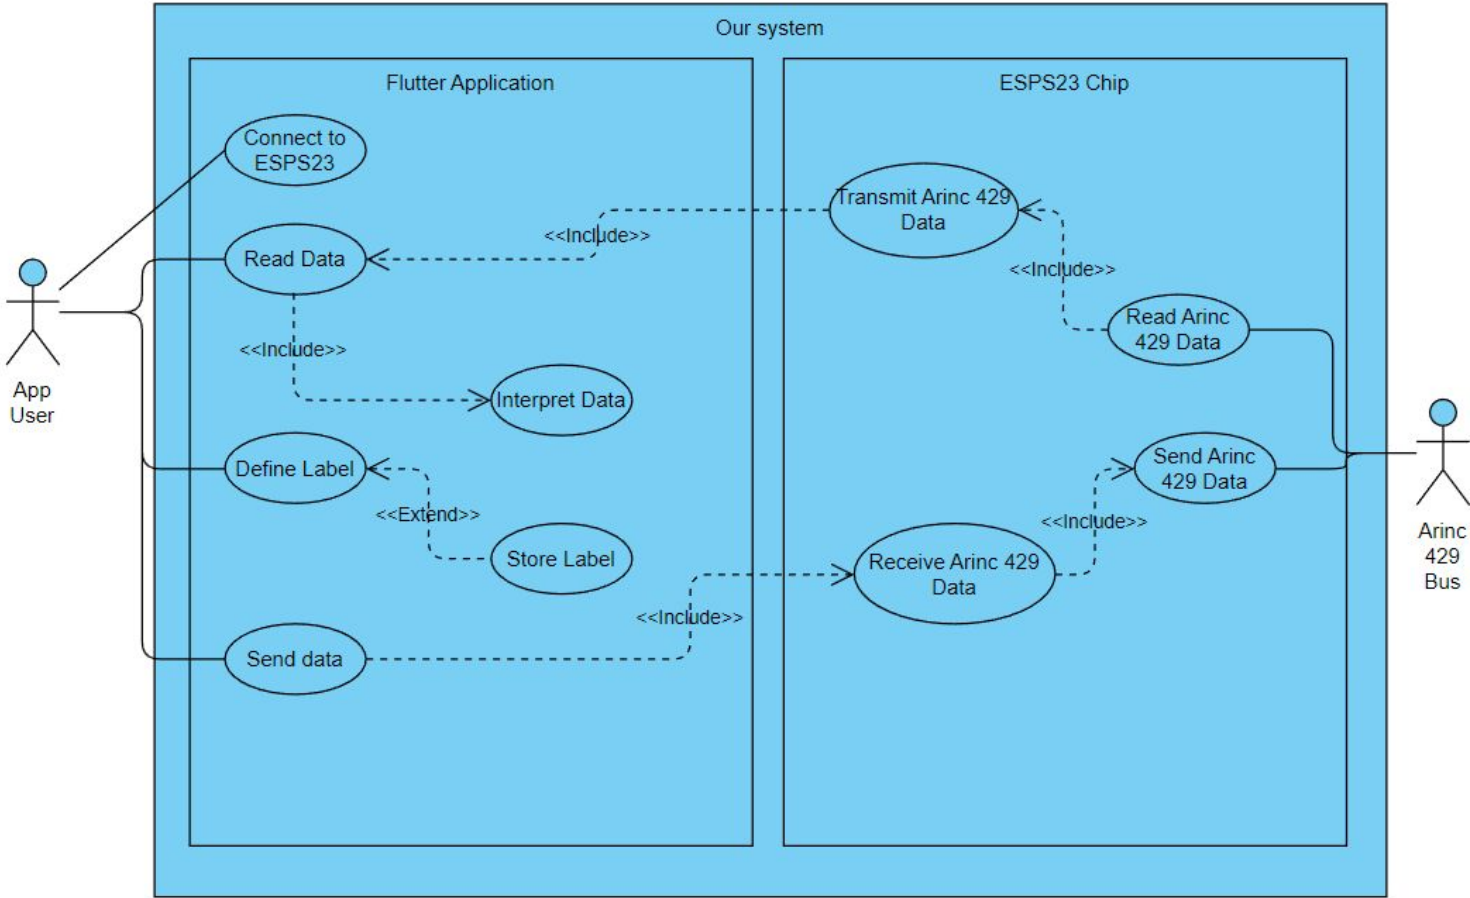 Our system
Flutter Application
Connect to
ESPS23
Read Data
<<Include>>
<<Include>>
Interpret Data
Define Label
<<Extend>>
Store Label
Send data
<<Include>>
App
User
ESPS23 Chip
Transmit Arinc 429
Data
<<Include>>
Read Arinc
429 Data
Send Arinc
429 Data
<<Include>>
Receive Arinc 429
Data
Arinc
429
Bus